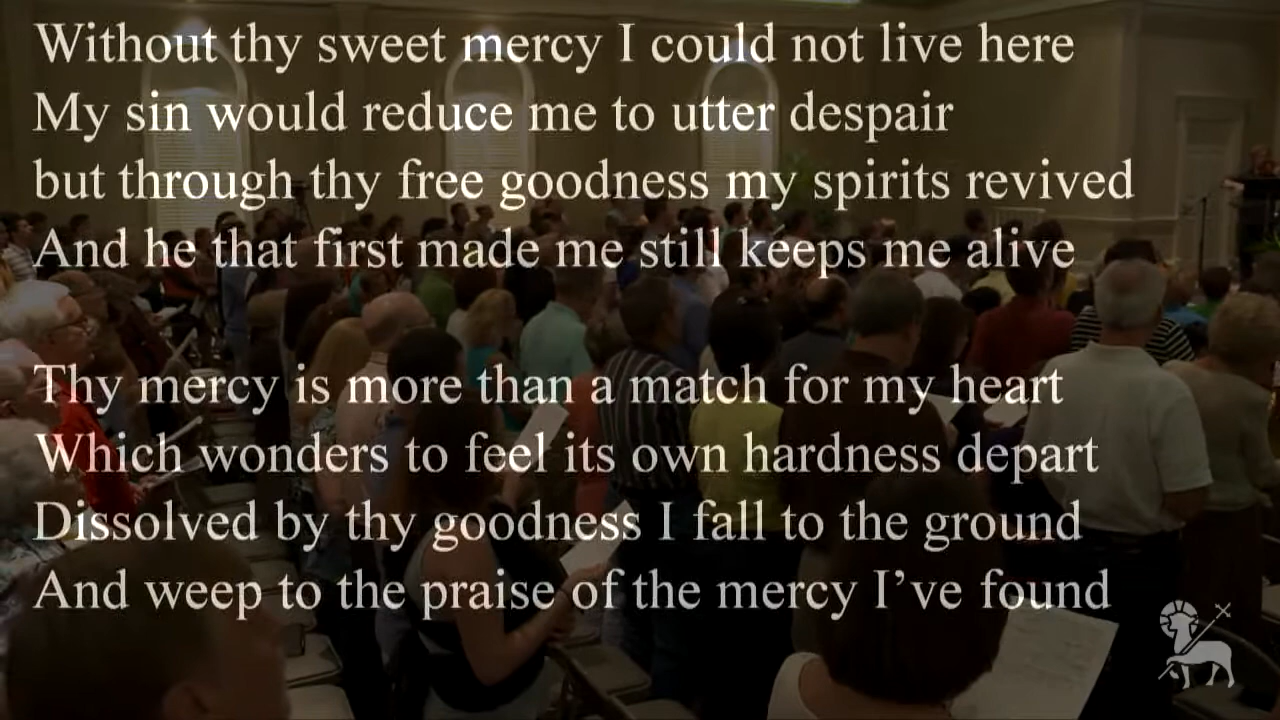 Without thy sweet mercy I could not live here
My sin would reduce me to utter despair
but through thy free goodness my spirits revived
And he that first made me still keeps me alive
Thy mercy is more than a match for my heart
Which wonders to feel its own hardness depart
Dissolved by thy goodness I fall to the ground
And weep to the praise of the mercy I’ve found